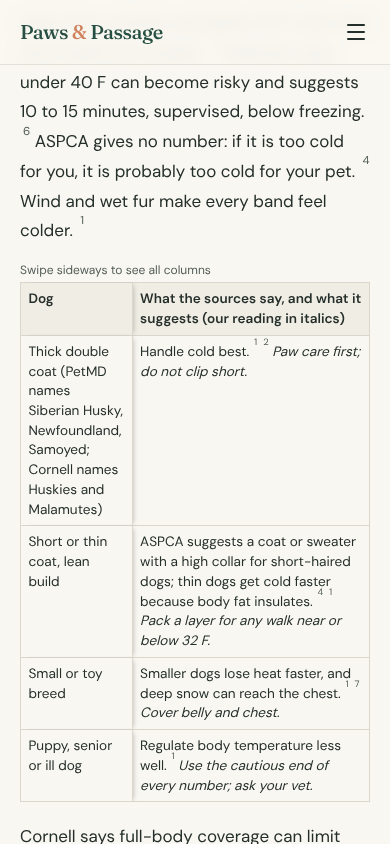 Paws & Passage
under 40 F can become risky and suggests
10 to 15 minutes, supervised, below freezing.
6 ASPCA gives no number: if it is too cold
for you, it is probably too cold for your pet. 4
Wind and wet fur make every band feel
colder. 1
Swipe sideways to see all columns
Dog
What the sources say, and what it
suggests (our reading in italics)
Thick double
coat (PetMD
names
Siberian Husky,
Newfoundland,
Samoyed;
Cornell names
Huskies and
Malamutes)
Handle cold best. 1 2 Paw care first;
do not clip short.
Short or thin
coat, lean
build
ASPCA suggests a coat or sweater
with a high collar for short-haired
dogs; thin dogs get cold faster
because body fat insulates. 4 1
Pack a layer for any walk near or
below 32 F.
Small or toy
breed
Smaller dogs lose heat faster, and
deep snow can reach the chest. 1 7
Cover belly and chest.
Puppy, senior
or ill dog
Regulate body temperature less
well. 1 Use the cautious end of
every number; ask your vet.
Cornell says full-body coverage can limit